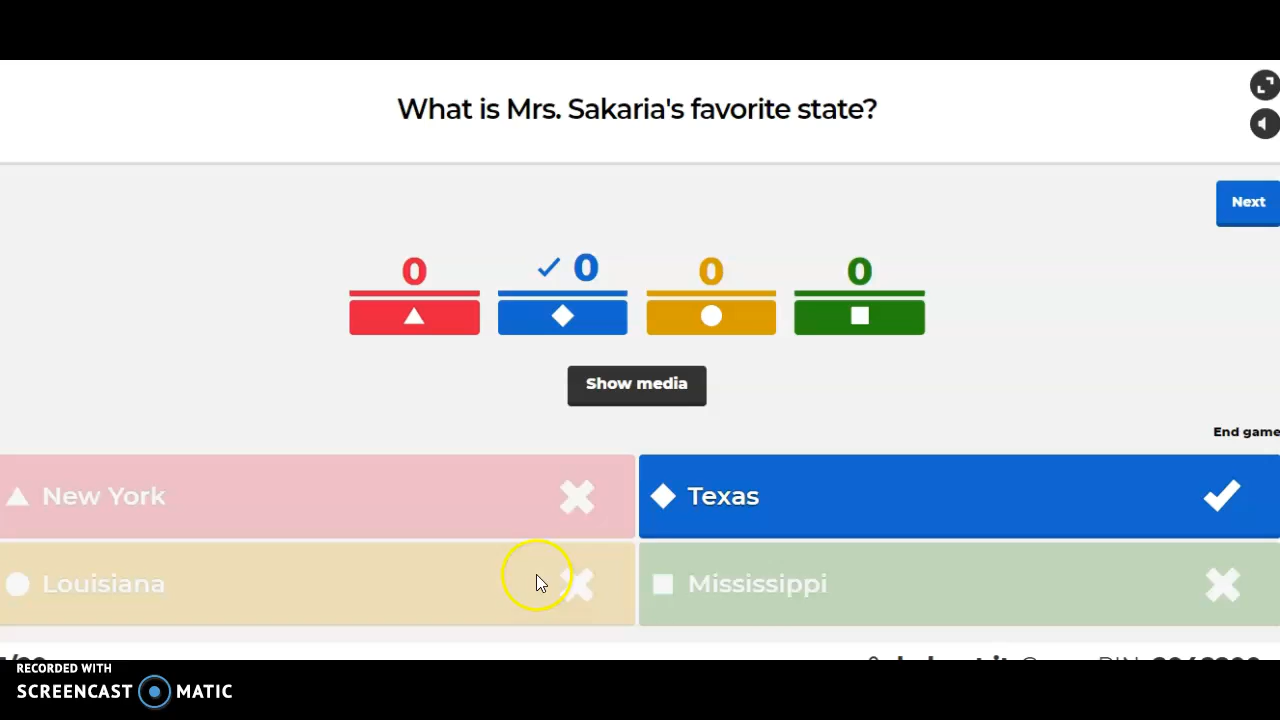 What is Mrs. Sakaria's favorite state?
Next
0 0 0 0
Show media
End game
New York
Texas
Louisiana
Mississippi
RECORDED WITH
SCREENCAST MATIC